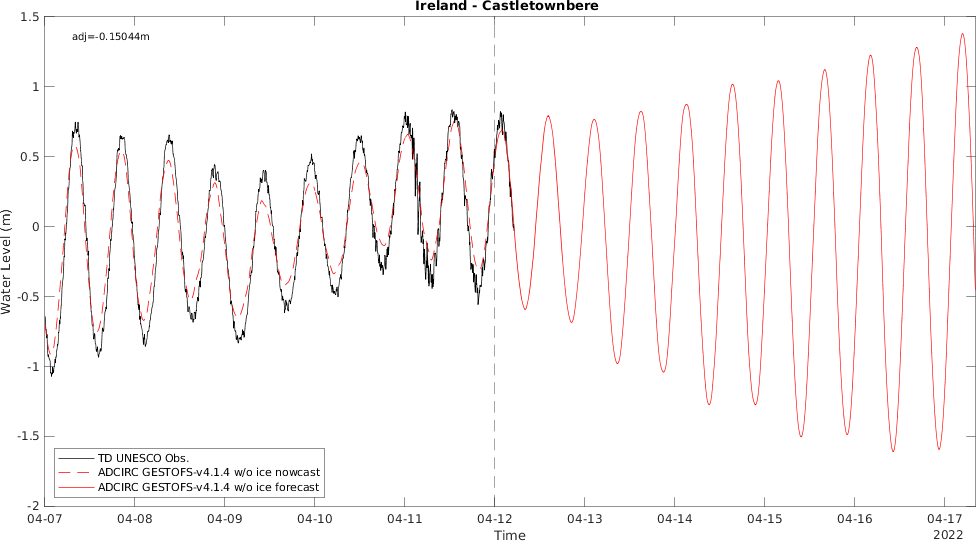 Ireland - Castletownbere
adj=-0.15044m
Water Level (m)
1.5
1
0.5
0
-0.5
-1
-1.5
-2
TD UNESCO Obs.
ADCIRC GESTOFS-v4.1.4 w/o ice nowcast
ADCIRC GESTOFS-v4.1.4 w/o ice forecast
04-07 04-08 04-09 04-10 04-11 04-12 04-13 04-14 04-15 04-16 04-17
Time
2022